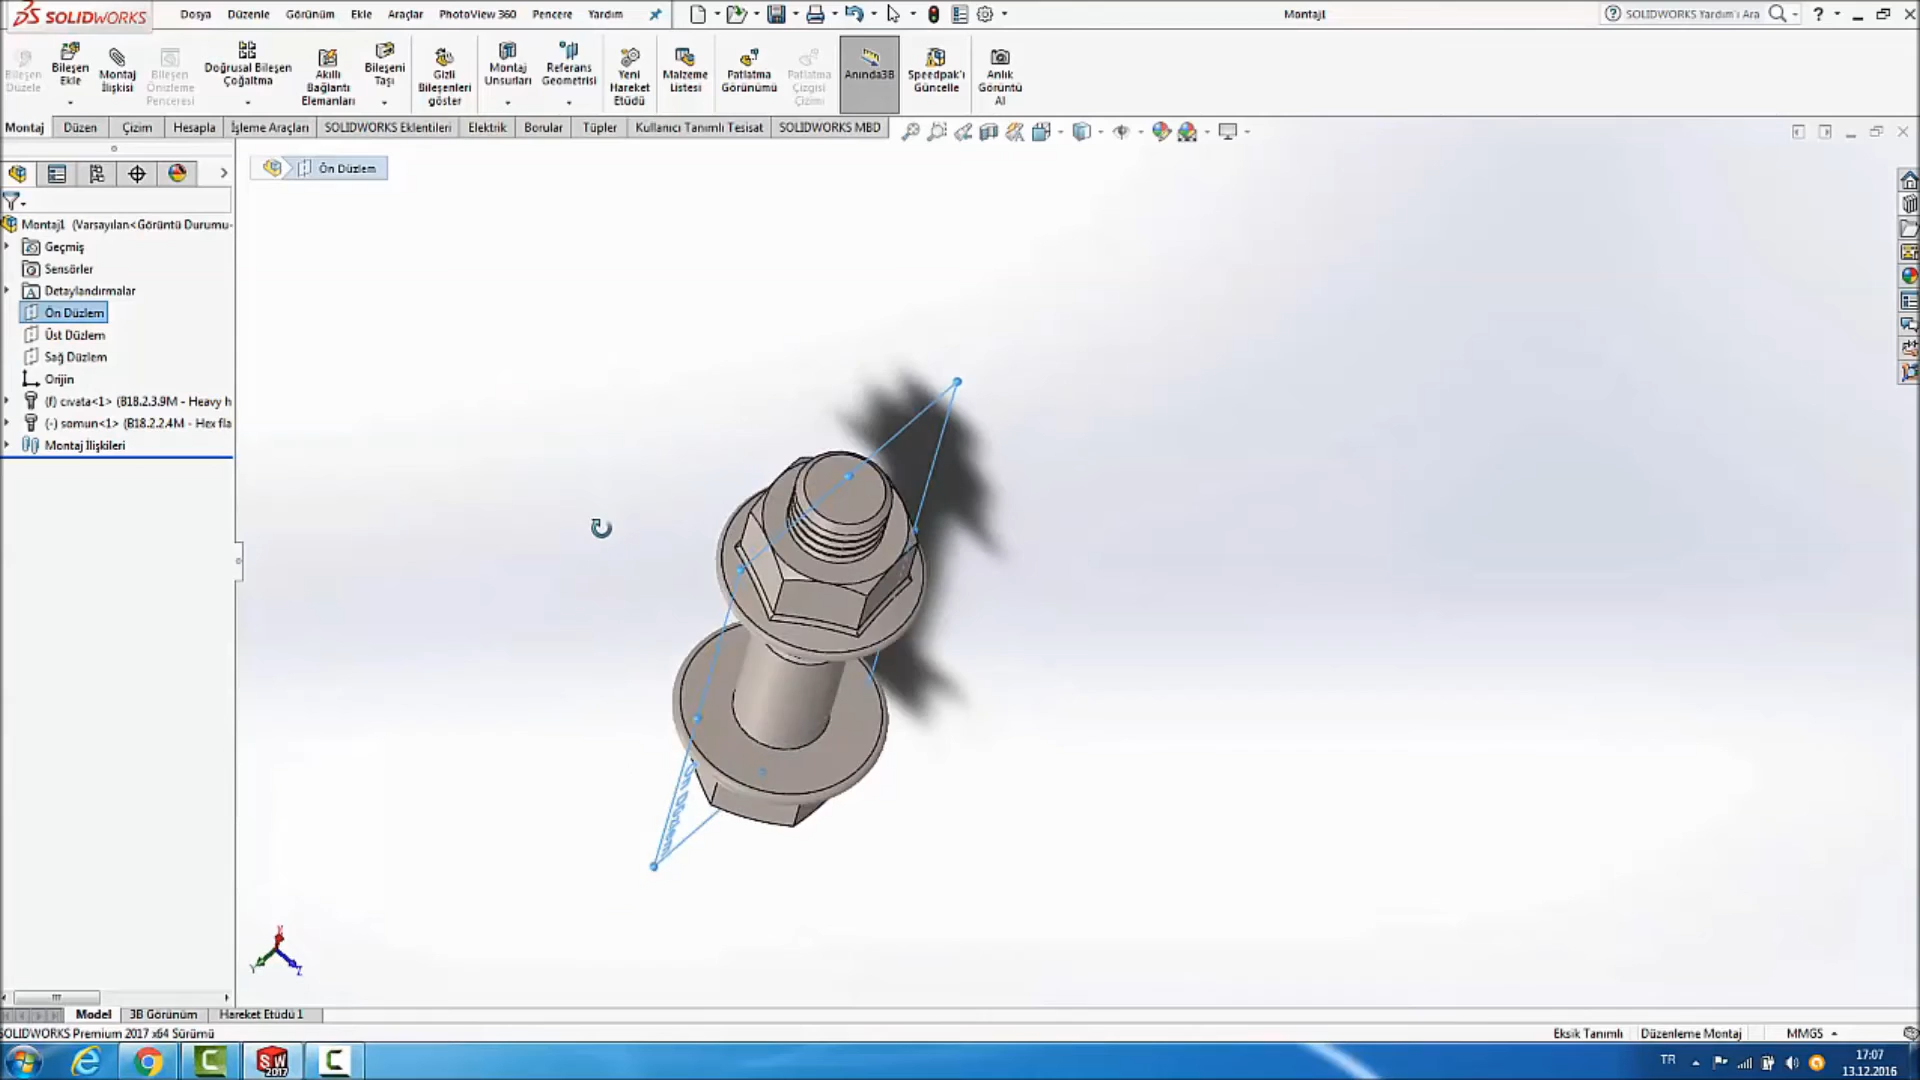 SOLIDWORKS
Dosya Düzenle Görünüm Ekle Araçlar PhotoView 360 Pencere Yardım
Montaj1
SOLIDWORKS Yardım'ı Ara
Bileşen Düzele
Bileşen Ekle
Montaj İlişkisi
Bileşen Önizleme Penceresi
Doğrusal Bileşen Çoğaltma
Akıllı Bağlantı Elemanları
Bileşeni Taşı
Gizli Bileşenleri göster
Montaj Unsurları
Referans Geometrisi
Yeni Hareket Etüdü
Malzeme Listesi
Patlatma Görünümü
Patlatma Çizgisi Çizimi
Anında3B
Speedpak'ı Güncelle
Anlık Görüntü Al
Montaj Düzen Çizim Hesapla İşleme Araçları SOLIDWORKS Eklentileri Elektrik Borular Tüpler Kullanıcı Tanımlı Tesisat SOLIDWORKS MBD
Ön Düzlem
Montaj1 (Varsayılan<Görüntü Durumu-
Geçmiş
Sensörler
Detaylandırmalar
Ön Düzlem
Üst Düzlem
Sağ Düzlem
Orijin
(f) cıvata<1> (B18.2.3.9M - Heavy h
(-) somun<1> (B18.2.2.4M - Hex fla
Montaj İlişkileri
Ön Düzlem
Y Z
Model 3B Görünüm Hareket Etüdü 1
SOLIDWORKS Premium 2017 x64 Sürümü
Eksik Tanımlı Düzenleme Montaj MMGS
TR
17:07
13.12.2016